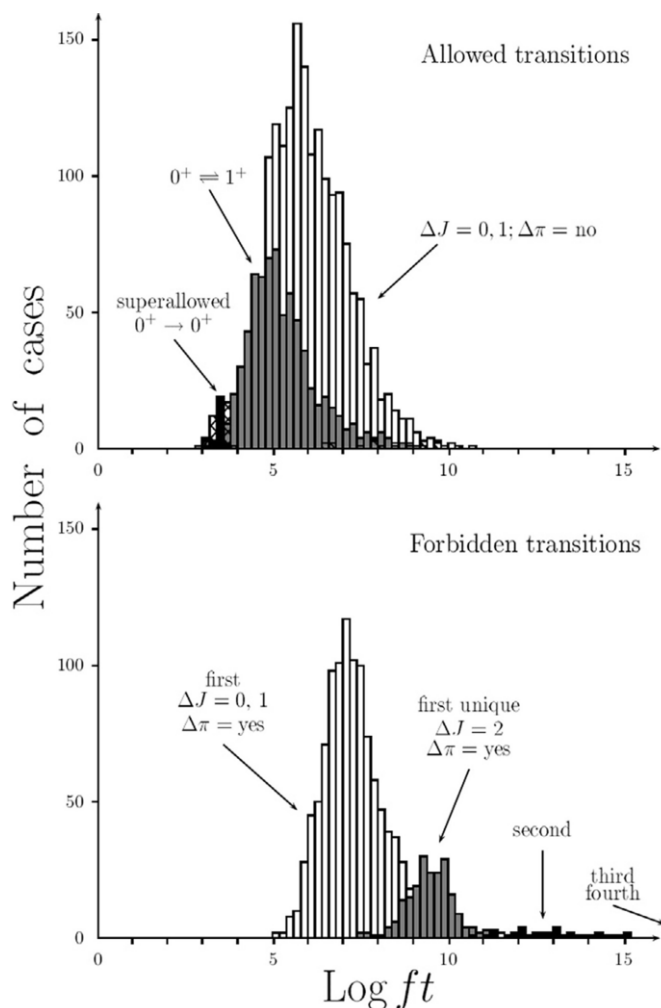 Number of cases
150
100
50
0
Allowed transitions
0⁺ ⇌ 1⁺
ΔJ = 0, 1; Δπ = no
superallowed
0⁺ → 0⁺
0
5
10
15
150
100
50
0
Forbidden transitions
first
ΔJ = 0, 1
Δπ = yes
first unique
ΔJ = 2
Δπ = yes
second
third
fourth
0
5
10
15
Log ft